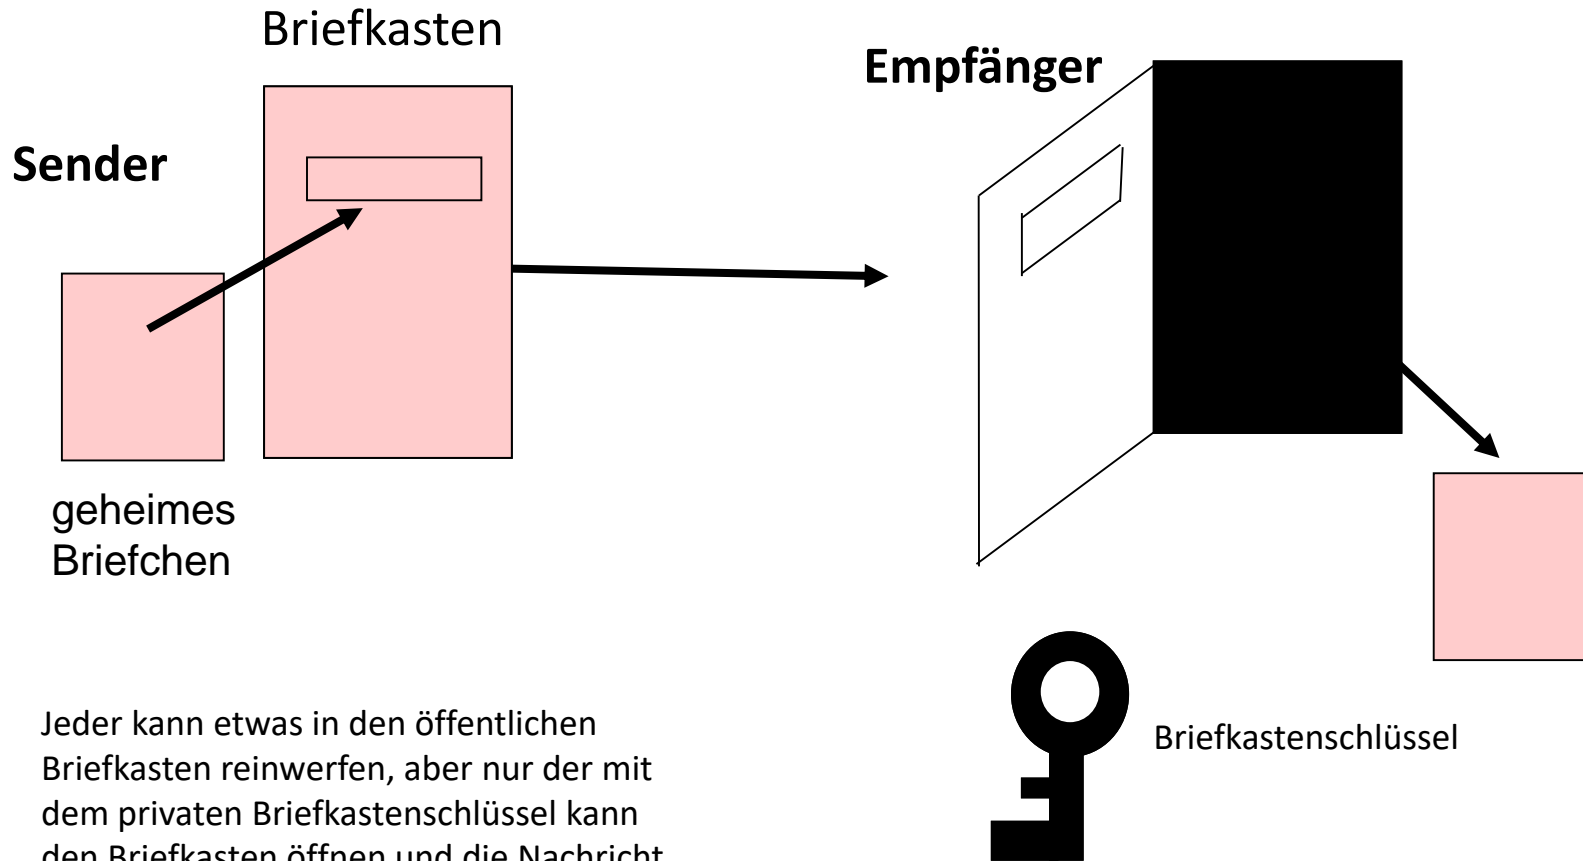 Briefkasten
Empfänger
Sender
geheimes
Briefchen
Jeder kann etwas in den öffentlichen
Briefkasten reinwerfen, aber nur der mit
dem privaten Briefkastenschlüssel kann
den Briefkasten öffnen und die Nachricht
Briefkastenschlüssel